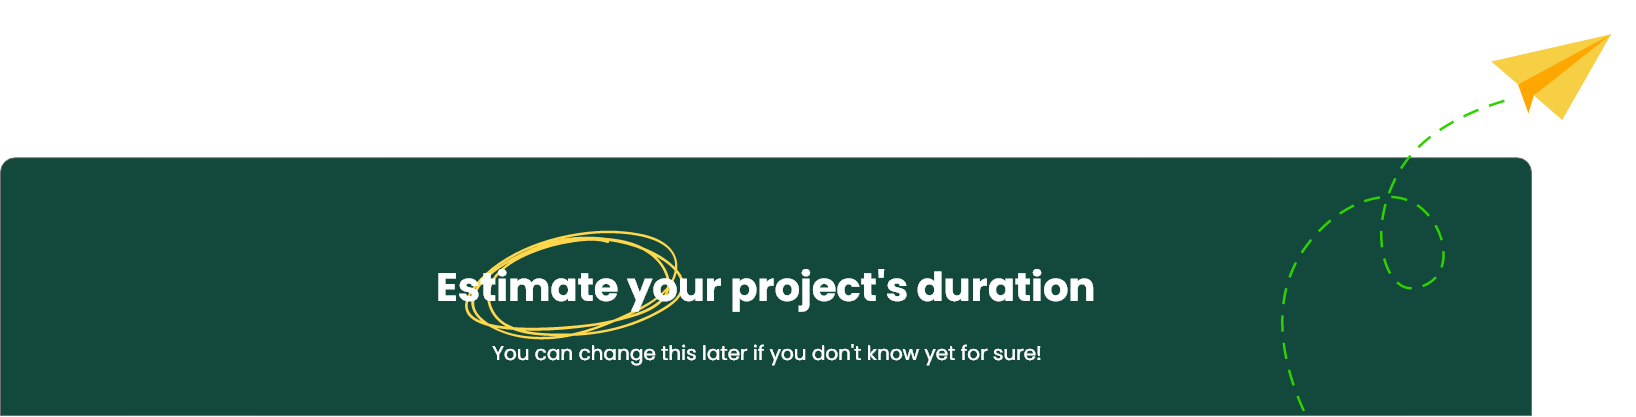 Estimate your project's duration
You can change this later if you don't know yet for sure!